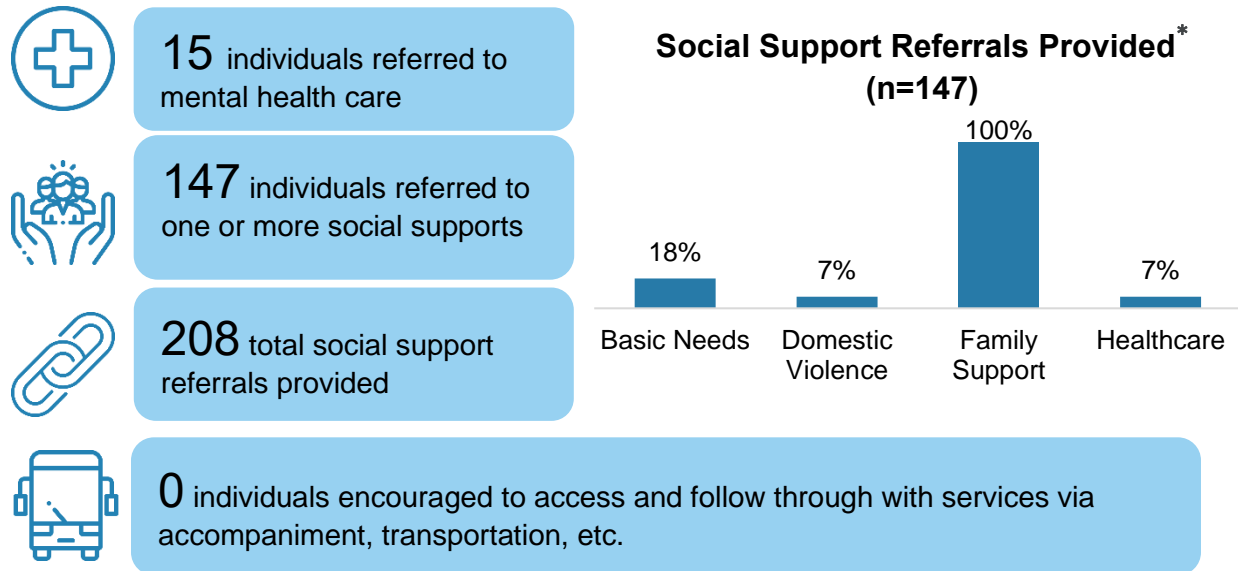 15 individuals referred to
mental health care
147 individuals referred to
one or more social supports
208 total social support
referrals provided
Social Support Referrals Provided*
(n=147)
100%
18%
7%
7%
Basic Needs
Domestic
Violence
Family
Support
Healthcare
0 individuals encouraged to access and follow through with services via
accompaniment, transportation, etc.